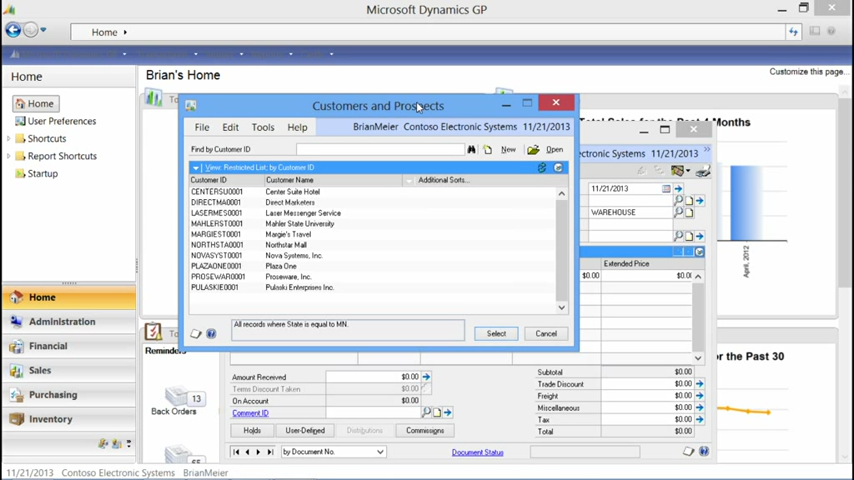 Microsoft Dynamics GP
Home
Home
Brian's Home
Customize this page...
Home
User Preferences
Shortcuts
Report Shortcuts
Startup
Customers and Prospects
File Edit Tools Help
BrianMeier Contoso Electronic Systems 11/21/2013
Find by Customer ID
New
Open
View: Restricted List; by Customer ID
Customer ID Customer Name Additional Sorts...
CENTERSU0001 Center Suite Hotel
DIRECTMA0001 Direct Marketers
LASERMES0001 Laser Messenger Service
MAHLERST0001 Mahler State University
MARGIEST0001 Margie's Travel
NORTHSTA0001 Northstar Mall
NOVASYST0001 Nova Systems, Inc.
PLAZAONE0001 Plaza One
PROSEWAR0001 Proseware, Inc.
PULASKIE0001 Pulaski Enterprises Inc.
All records where State is equal to MN.
Select
Cancel
Total Sales for the Past 4
Months
ectronic Systems 11/21/2013
11/21/2013
WAREHOUSE
Extended Price
$0.00
$0.0
April, 2012
or the Past 30
Amount Received $0.00
Terms Discount Taken $0.00
On Account $0.00
Comment ID
Holds
User-Defined
Distributions
Commissions
Subtotal $0.00
Trade Discount $0.00
Freight $0.00
Miscellaneous $0.00
Tax $0.00
Total $0.00
by Document No.
Document Status
Reminders
13
Back Orders
65
Home
Administration
Financial
Sales
Purchasing
Inventory
11/21/2013 Contoso Electronic Systems BrianMeier